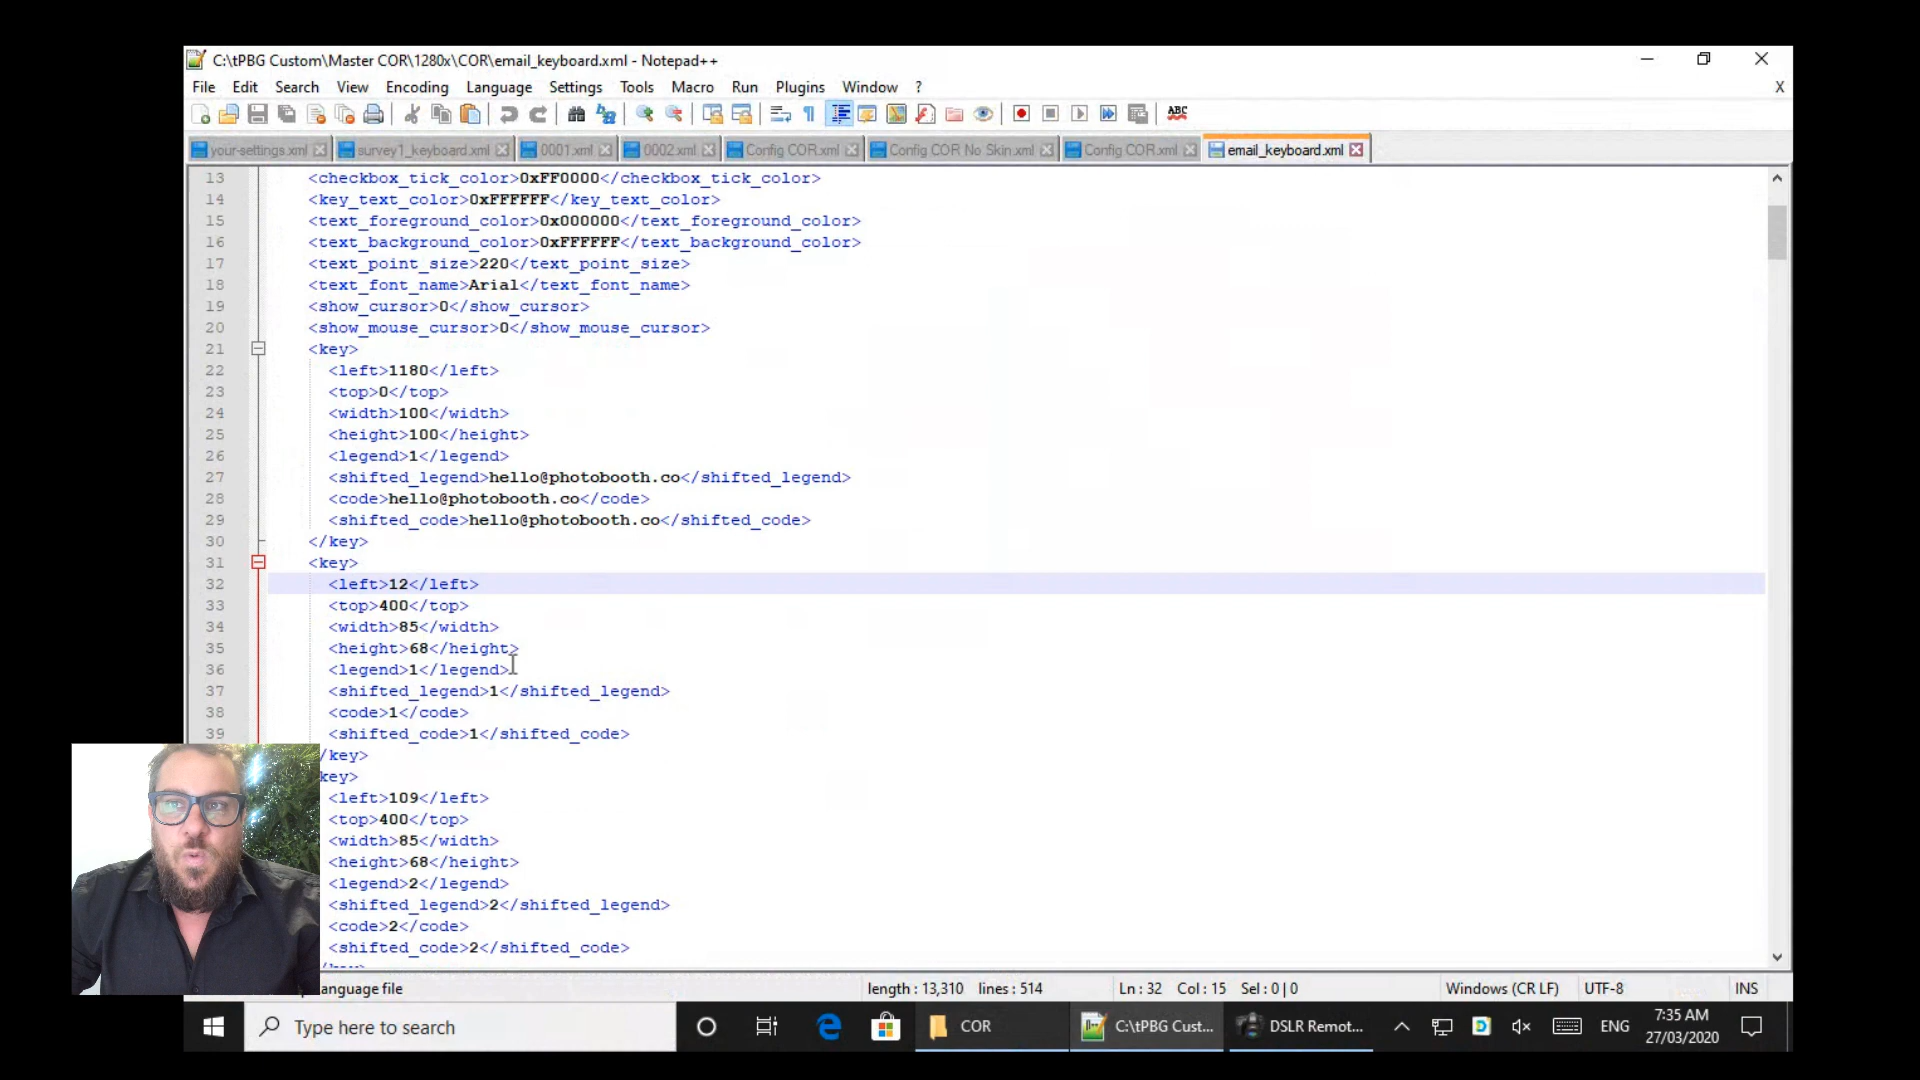 C:\tPBG Custom\Master COR\1280x\COR\email_keyboard.xml - Notepad++
File Edit Search View Encoding Language Settings Tools Macro Run Plugins Window ? X
ABC
your-settings.xml survey1_keyboard.xml 0001.xml 0002.xml Config COR.xml Config COR No Skin.xml Config COR.xml email_keyboard.xml
13 <checkbox_tick_color>0xFF0000</checkbox_tick_color>
14 <key_text_color>0xFFFFFF</key_text_color>
15 <text_foreground_color>0x000000</text_foreground_color>
16 <text_background_color>0xFFFFFF</text_background_color>
17 <text_point_size>220</text_point_size>
18 <text_font_name>Arial</text_font_name>
19 <show_cursor>0</show_cursor>
20 <show_mouse_cursor>0</show_mouse_cursor>
21 <key>
22 <left>1180</left>
23 <top>0</top>
24 <width>100</width>
25 <height>100</height>
26 <legend>1</legend>
27 <shifted_legend>hello@photobooth.co</shifted_legend>
28 <code>hello@photobooth.co</code>
29 <shifted_code>hello@photobooth.co</shifted_code>
30 </key>
31 <key>
32 <left>12</left>
33 <top>400</top>
34 <width>85</width>
35 <height>68</height>
36 <legend>1</legend>
37 <shifted_legend>1</shifted_legend>
38 <code>1</code>
39 <shifted_code>1</shifted_code>
/key>
key>
<left>109</left>
<top>400</top>
<width>85</width>
<height>68</height>
<legend>2</legend>
<shifted_legend>2</shifted_legend>
<code>2</code>
<shifted_code>2</shifted_code>
anguage file length : 13,310 lines : 514 Ln : 32 Col : 15 Sel : 0 | 0 Windows (CR LF) UTF-8 INS
Type here to search COR C:\tPBG Cust... DSLR Remot... ENG 7:35 AM
27/03/2020